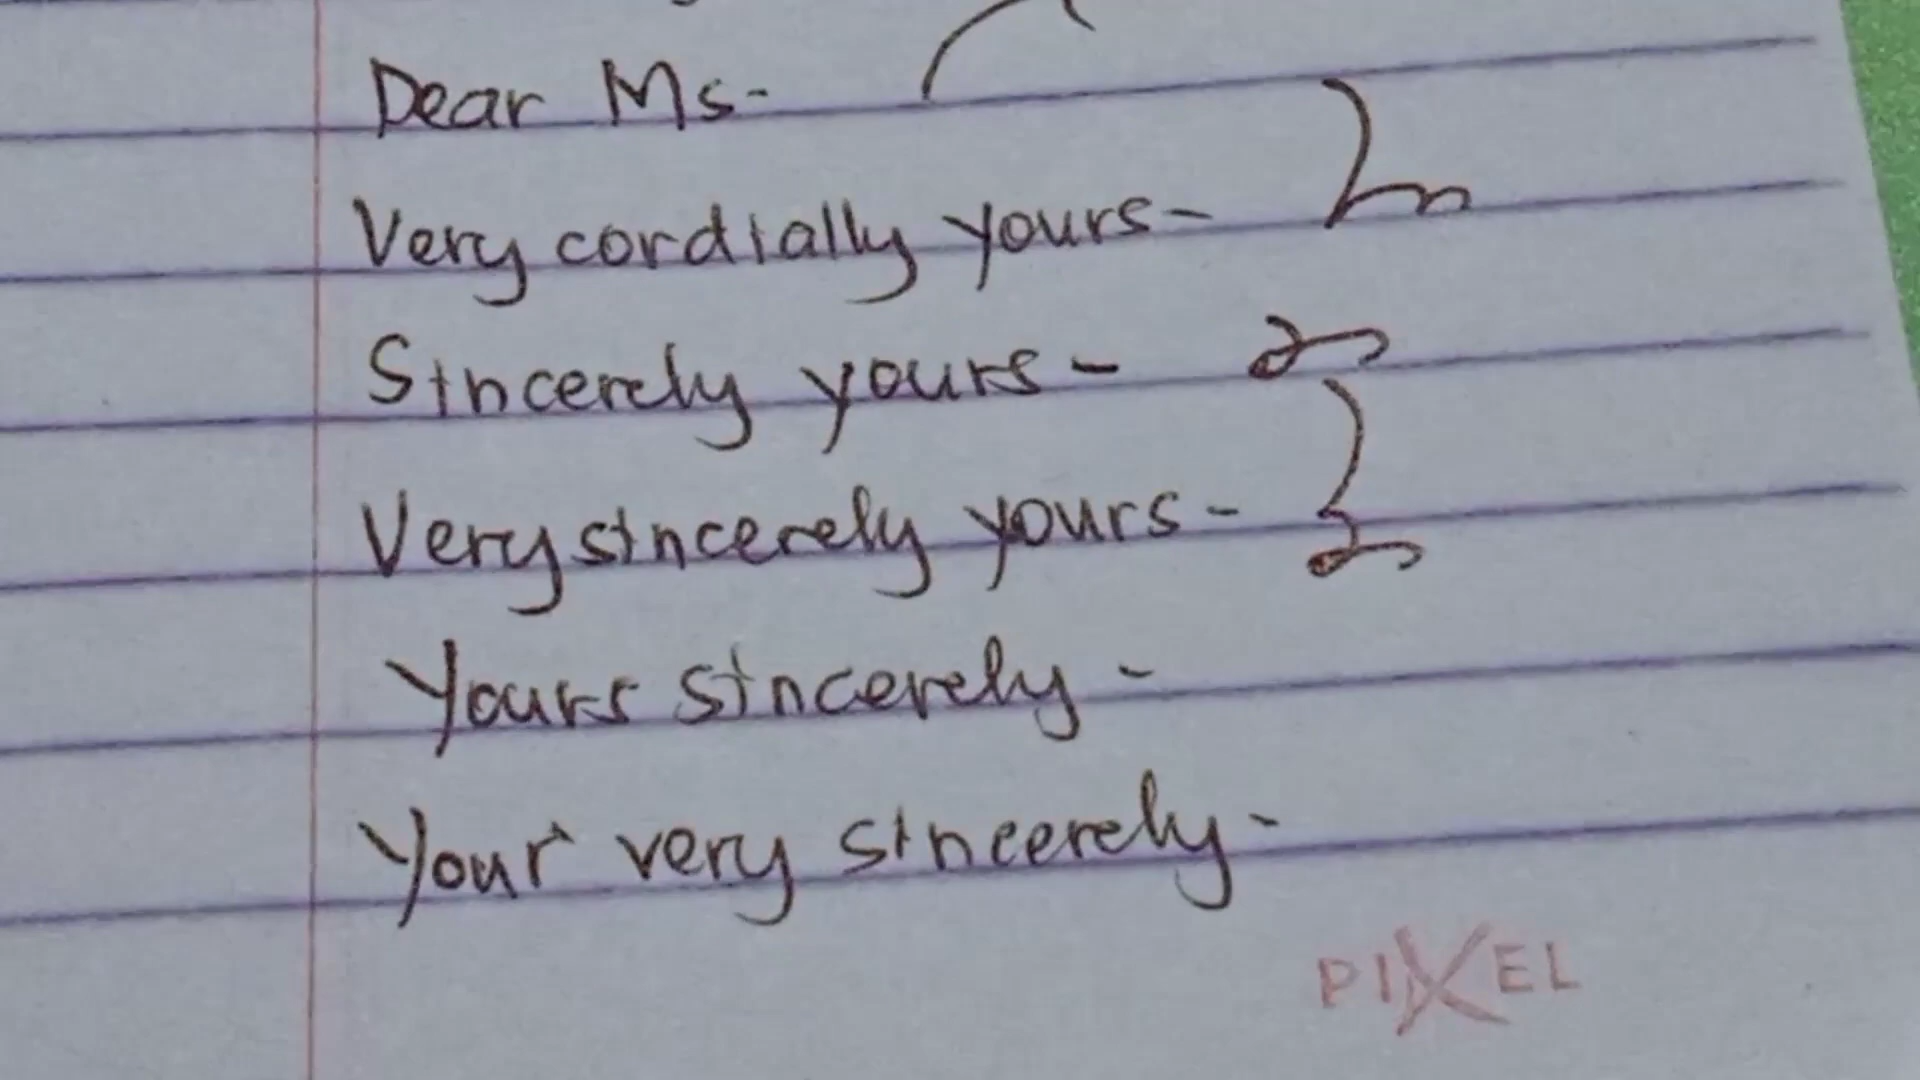 Dear Ms-
Very cordially yours-
Sincerely yours-
Very sincerely yours-
Yours sincerely-
Your very sincerely-
PIXEL